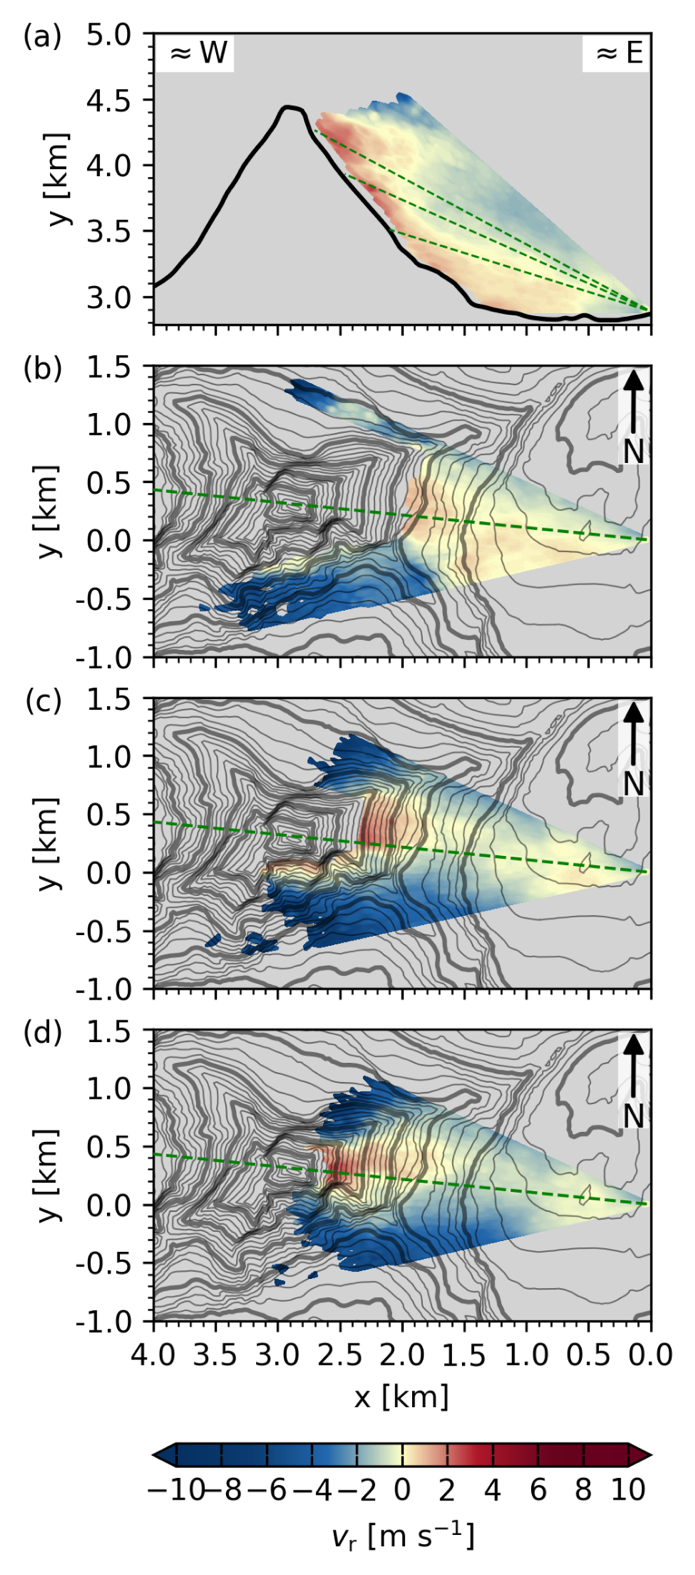 (a)
≈ W
≈ E
5.0
4.5
4.0
3.5
3.0
y [km]
(b)
1.5
1.0
0.5
0.0
-0.5
-1.0
y [km]
N
(c)
1.5
1.0
0.5
0.0
-0.5
-1.0
y [km]
N
(d)
1.5
1.0
0.5
0.0
-0.5
-1.0
y [km]
N
4.0 3.5 3.0 2.5 2.0 1.5 1.0 0.5 0.0
x [km]
−10 −8 −6 −4 −2 0 2 4 6 8 10
vr [m s−1]